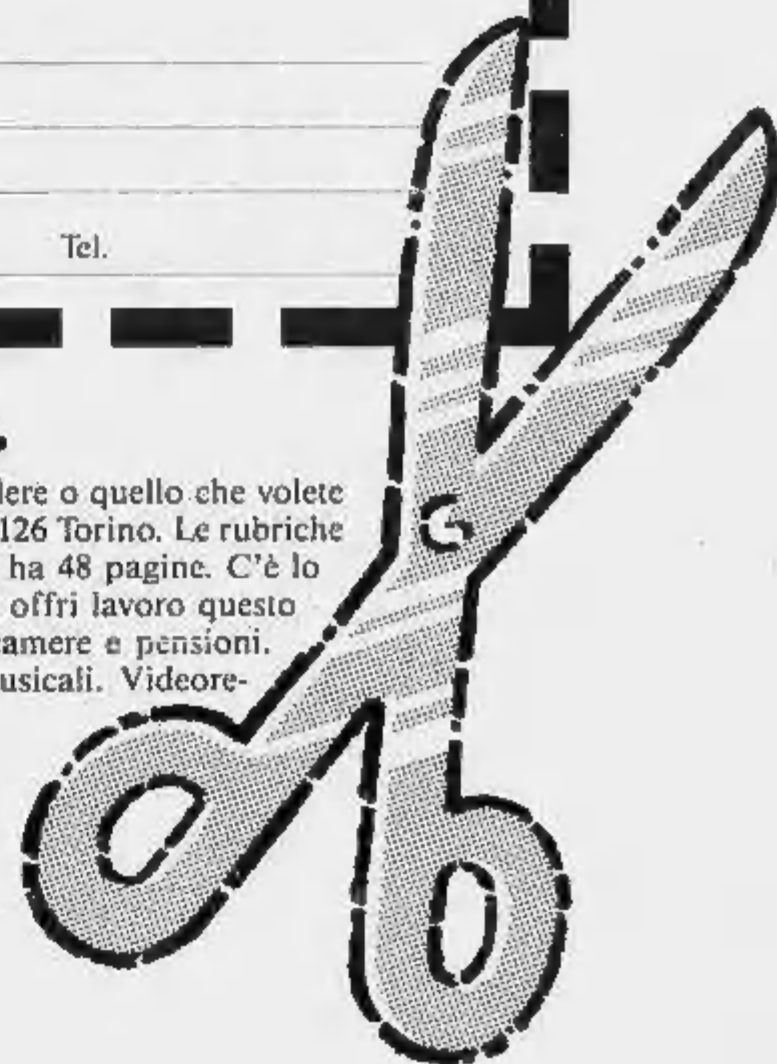 Tel.
dere o quello che volete
126 Torino. Le rubriche
ha 48 pagine. C'è lo
offri lavoro questo
camere e pensioni.
usicali. Videore-